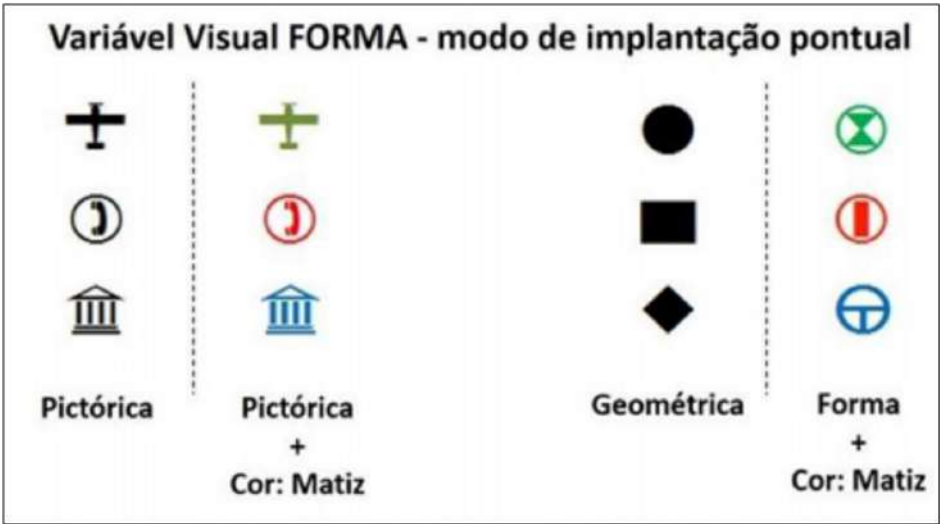 Variável Visual FORMA - modo de implantação pontual
Pictórica
Pictórica
+
Cor: Matiz
Geométrica
Forma
+
Cor: Matiz